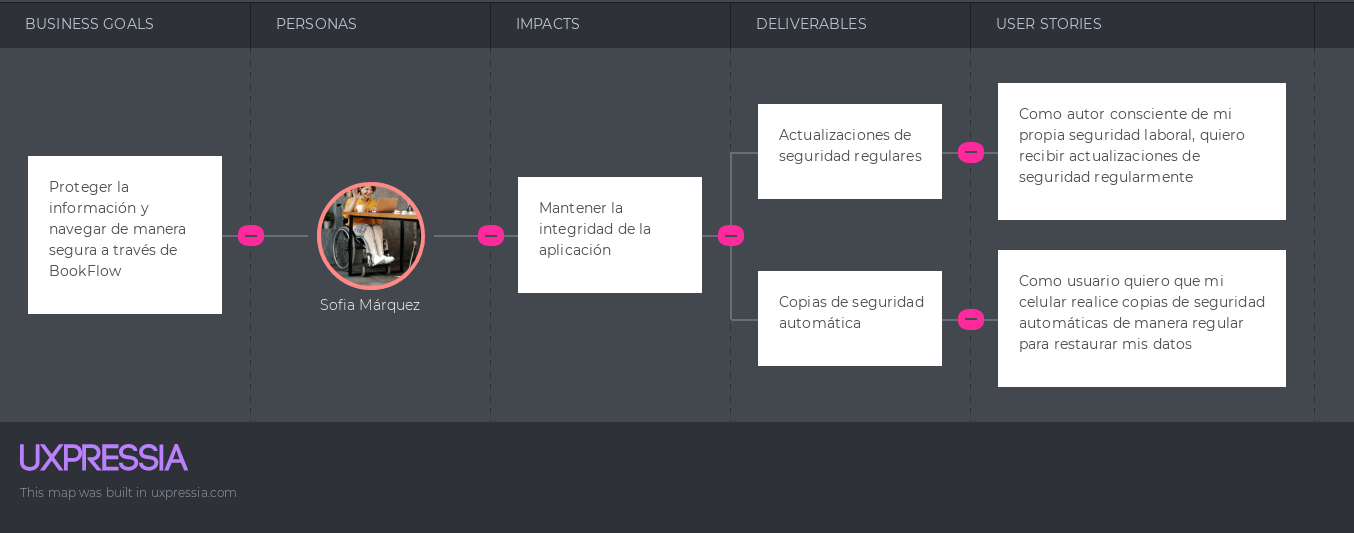 BUSINESS GOALS
PERSONAS
IMPACTS
DELIVERABLES
USER STORIES
Proteger la
información y
navegar de manera
segura a través de
BookFlow
Sofia Márquez
Mantener la
integridad de la
aplicación
Actualizaciones de
seguridad regulares
Como autor consciente de mi
propia seguridad laboral, quiero
recibir actualizaciones de
seguridad regularmente
Copias de seguridad
automática
Como usuario quiero que mi
celular realice copias de seguridad
automáticas de manera regular
para restaurar mis datos
UXPRESSIA
This map was built in uxpressia.com